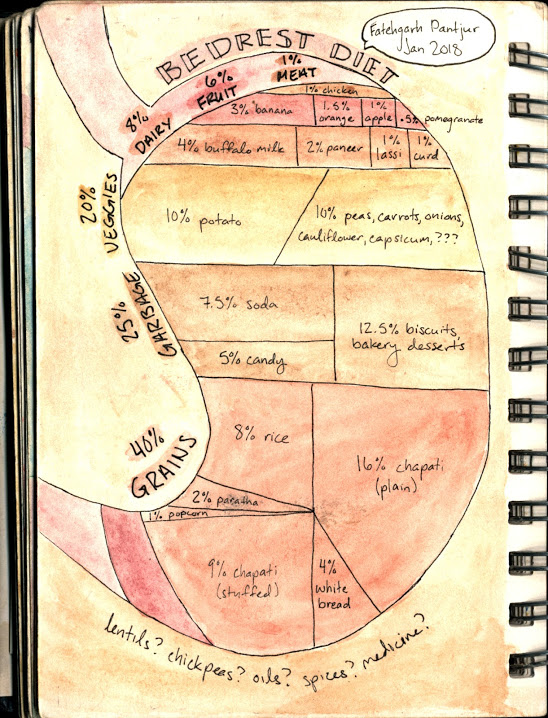 BEDREST DIET
Fatehgarh Pantjur
Jan 2018
1%
MEAT
6%
FRUIT
8%
DAIRY
20%
VEGGIES
25%
GARBAGE
40%
GRAINS
1% chicken
3% banana
1.5%
orange
1%
apple
.5% pomegranate
4% buffalo milk
2% paneer
1%
lassi
1%
curd
10% potato
10% peas, carrots, onions,
cauliflower, capsicum, ???
7.5% soda
5% candy
12.5% biscuits,
bakery desserts
8% rice
16% chapati
(plain)
2% paratha
1% popcorn
9% chapati
(stuffed)
4%
white
bread
lentils? chickpeas? oils? spices? medicine?